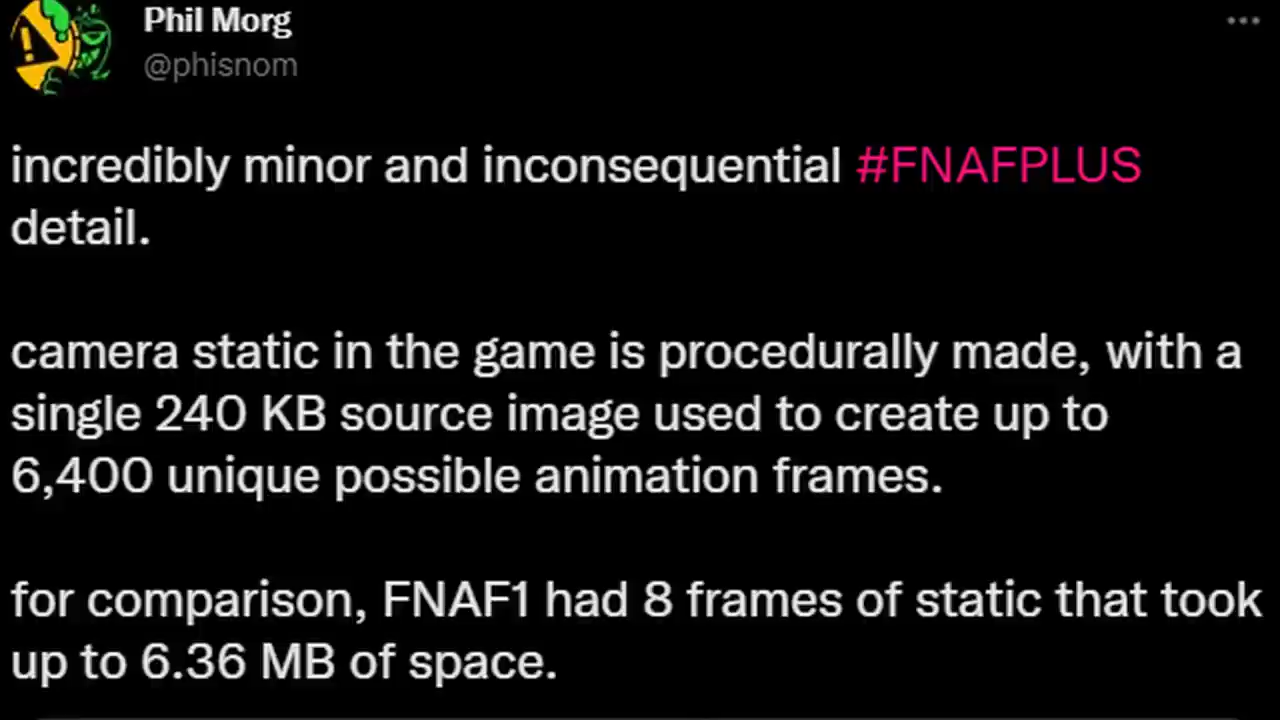 Phil Morg
@phisnom
incredibly minor and inconsequential #FNAFPLUS
detail.
camera static in the game is procedurally made, with a
single 240 KB source image used to create up to
6,400 unique possible animation frames.
for comparison, FNAF1 had 8 frames of static that took
up to 6.36 MB of space.